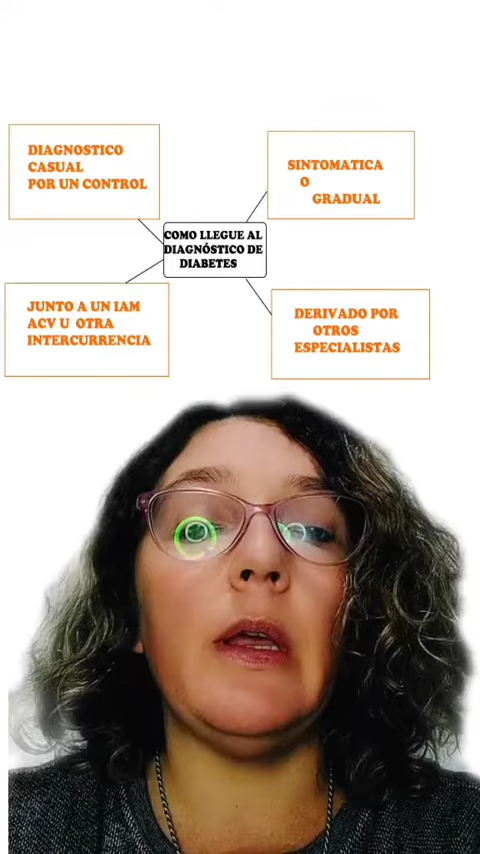 DIAGNOSTICO
CASUAL
POR UN CONTROL
SINTOMATICA
O
GRADUAL
COMO LLEGUE AL
DIAGNÓSTICO DE
DIABETES
JUNTO A UN IAM
ACV U OTRA
INTERCURRENCIA
DERIVADO POR
OTROS
ESPECIALISTAS